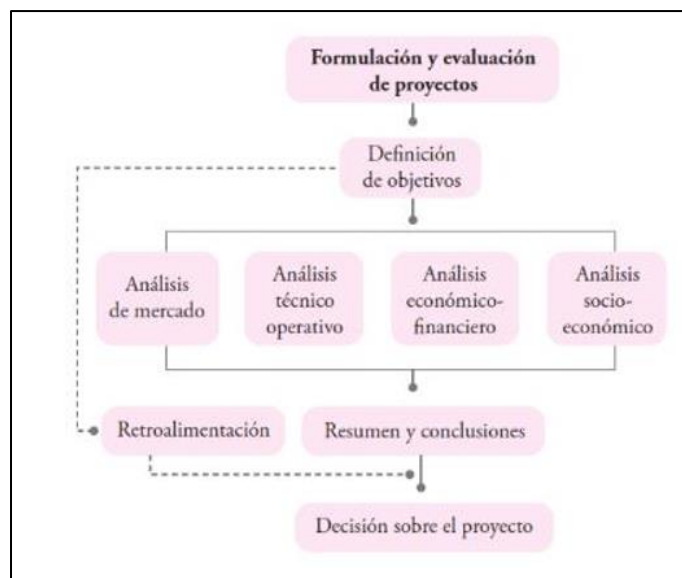 Formulación y evaluación
de proyectos
Definición
de objetivos
Análisis
de mercado
Análisis
técnico
operativo
Análisis
económico-
financiero
Análisis
socio-
económico
Retroalimentación
Resumen y conclusiones
Decisión sobre el proyecto